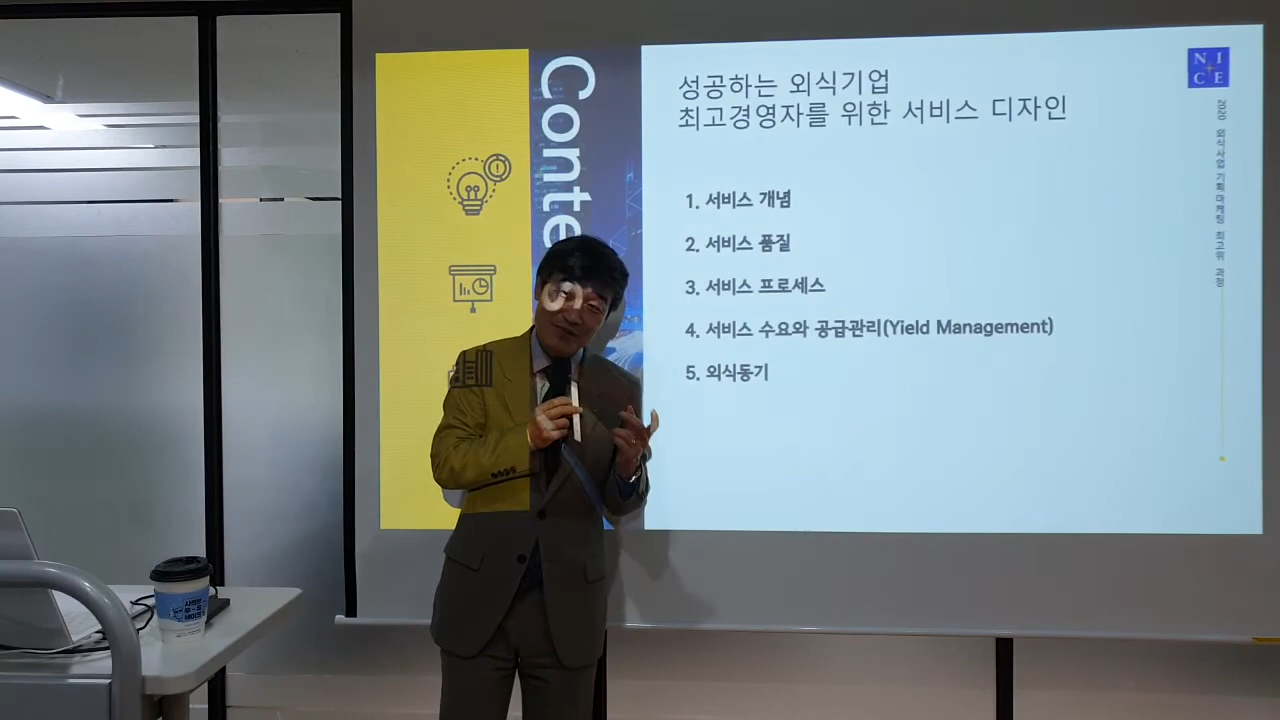 Conte
성공하는 외식기업
최고경영자를 위한 서비스 디자인
1. 서비스 개념
2. 서비스 품질
3. 서비스 프로세스
4. 서비스 수요와 공급관리(Yield Management)
5. 외식동기
NI
CE
2020 외식사업 기획마케팅 최고위 과정